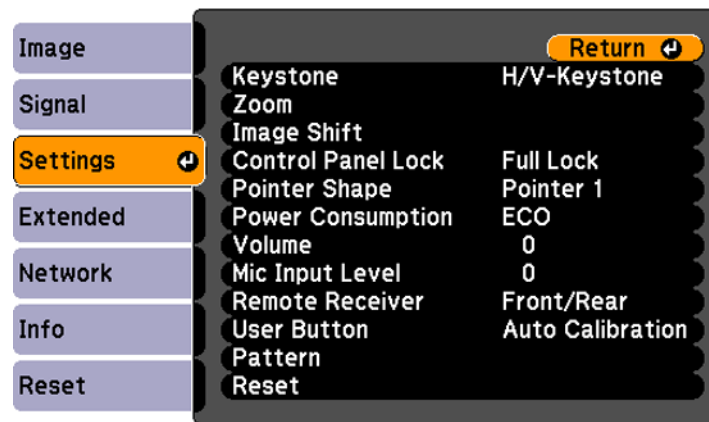 Image
Signal
Settings
Extended
Network
Info
Reset
Return
Keystone H/V-Keystone
Zoom
Image Shift
Control Panel Lock Full Lock
Pointer Shape Pointer 1
Power Consumption ECO
Volume 0
Mic Input Level 0
Remote Receiver Front/Rear
User Button Auto Calibration
Pattern
Reset